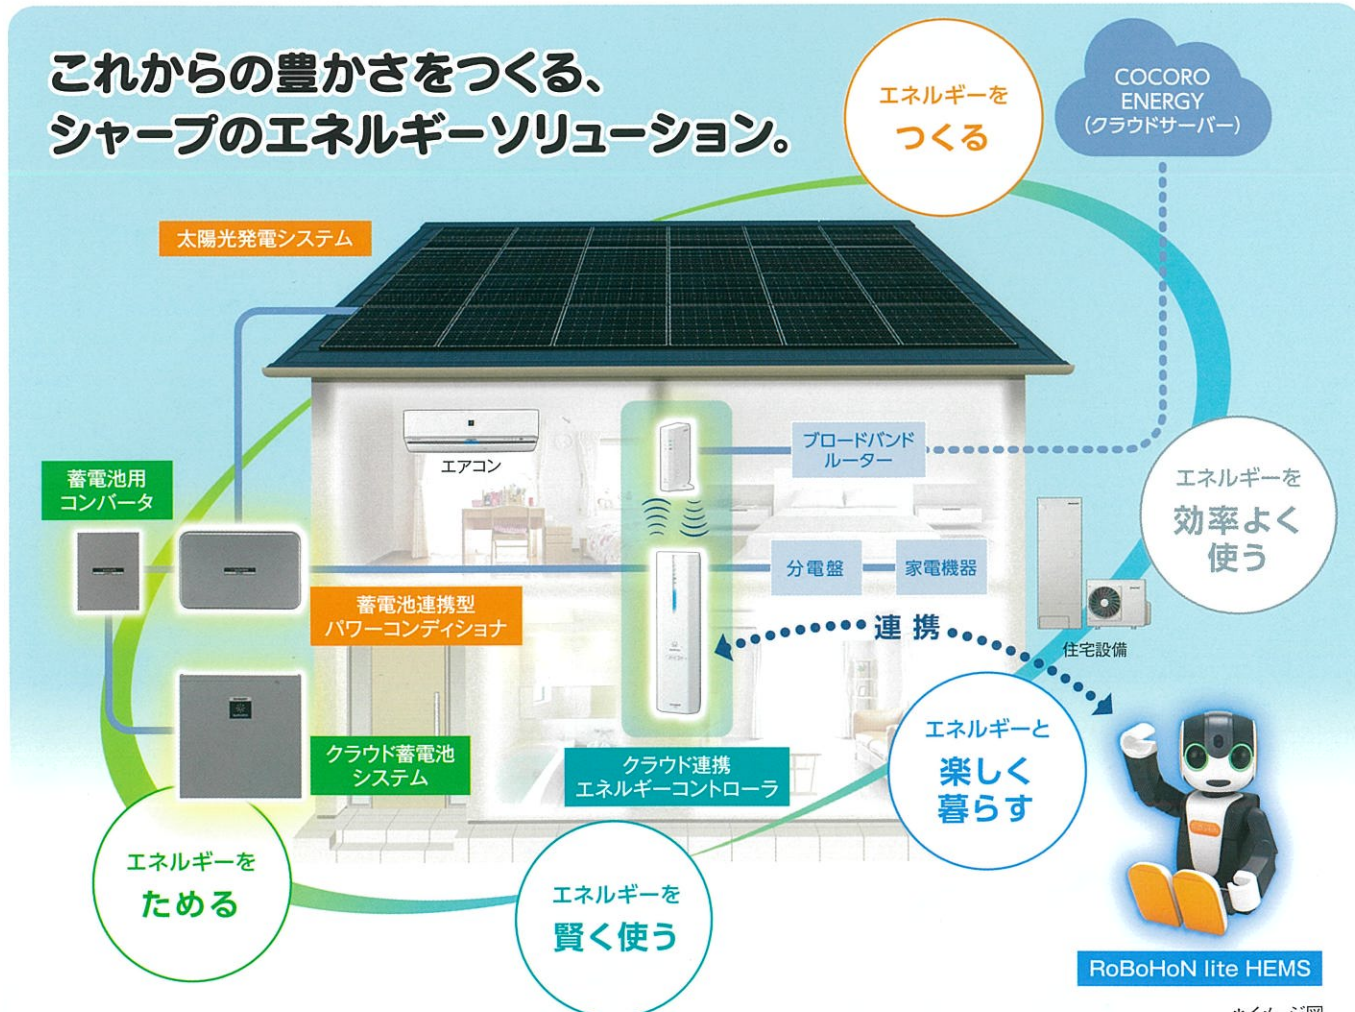 これからの豊かさをつくる、
シャープのエネルギーソリューション。
エネルギーを
つくる
COCORO
ENERGY
(クラウドサーバー)
太陽光発電システム
エアコン
ブロードバンド
ルーター
蓄電池用
コンバータ
エネルギーを
効率よく
使う
分電盤
家電機器
蓄電池連携型
パワーコンディショナ
連携
住宅設備
クラウド蓄電池
システム
クラウド連携
エネルギーコントローラ
エネルギーと
楽しく
暮らす
エネルギーを
ためる
エネルギーを
賢く使う
RoBoHoN lite HEMS
*イメージ図